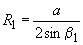 R₁ = a / (2 sin β₁)